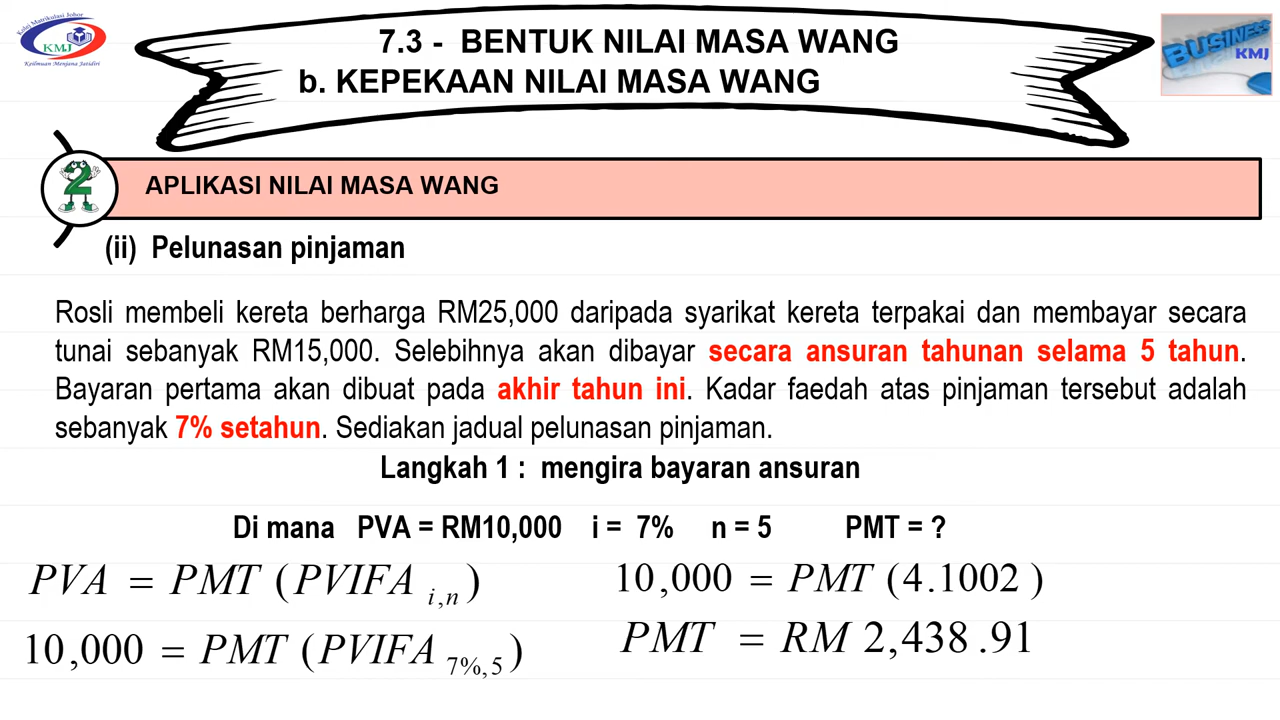 Kolej Matrikulasi Johor
KMJ
Keilmuan Menjana Jatidiri
7.3 - BENTUK NILAI MASA WANG
b. KEPEKAAN NILAI MASA WANG
BUSINESS
KMJ
2
APLIKASI NILAI MASA WANG
(ii) Pelunasan pinjaman
Rosli membeli kereta berharga RM25,000 daripada syarikat kereta terpakai dan membayar secara
tunai sebanyak RM15,000. Selebihnya akan dibayar secara ansuran tahunan selama 5 tahun.
Bayaran pertama akan dibuat pada akhir tahun ini. Kadar faedah atas pinjaman tersebut adalah
sebanyak 7% setahun. Sediakan jadual pelunasan pinjaman.
Langkah 1 : mengira bayaran ansuran
Di mana PVA = RM10,000 i = 7% n = 5 PMT = ?
PVA = PMT (PVIFA i,n)
10,000 = PMT (PVIFA 7%,5)
10,000 = PMT (4.1002 )
PMT = RM 2,438 .91